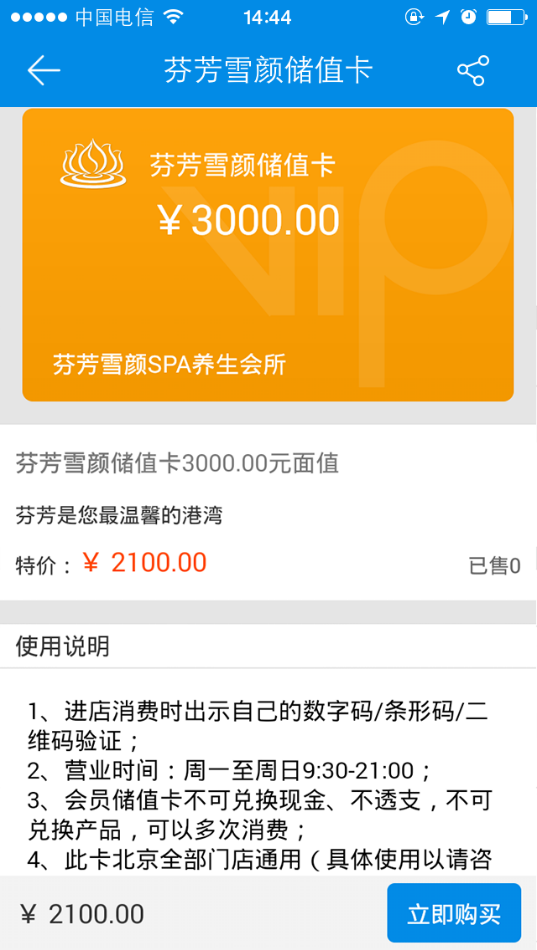 中国电信 14:44
芬芳雪颜储值卡
芬芳雪颜储值卡
¥3000.00
VIP
芬芳雪颜SPA养生会所
芬芳雪颜储值卡3000.00元面值
芬芳是您最温馨的港湾
特价：¥ 2100.00 已售0
使用说明
1、进店消费时出示自己的数字码/条形码/二
维码验证；
2、营业时间：周一至周日9:30-21:00；
3、会员储值卡不可兑换现金、不透支，不可
兑换产品，可以多次消费；
4、此卡北京全部门店通用（具体使用以请咨
¥ 2100.00 立即购买